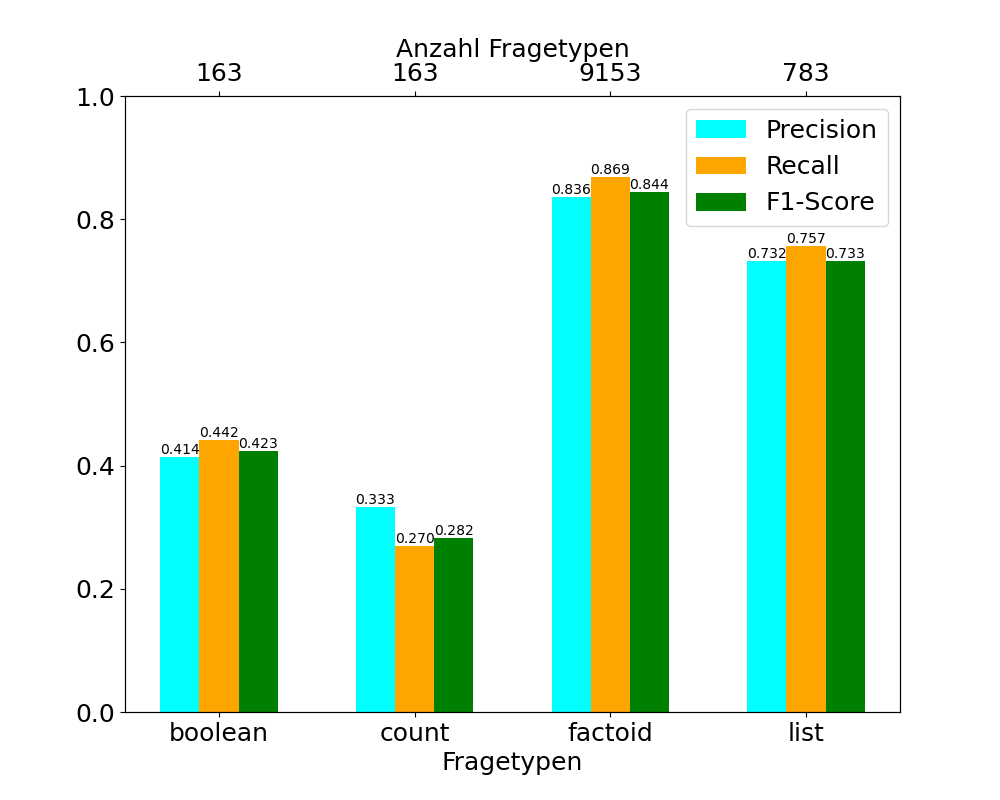 Anzahl Fragetypen
163 163 9153 783
1.0
0.8
0.6
0.4
0.2
0.0
Precision
Recall
F1-Score
0.414 0.442 0.423
0.333 0.270 0.282
0.836 0.869 0.844
0.732 0.757 0.733
boolean count factoid list
Fragetypen